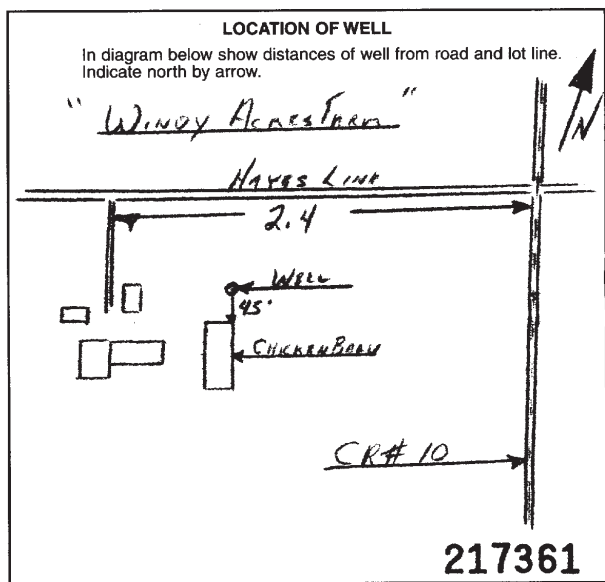 LOCATION OF WELL
In diagram below show distances of well from road and lot line.
Indicate north by arrow.
"WINDY ACRES FARM"
N
HAYES LINE
2.4
WELL
45'
CHICKEN BARN
CR# 10
217361